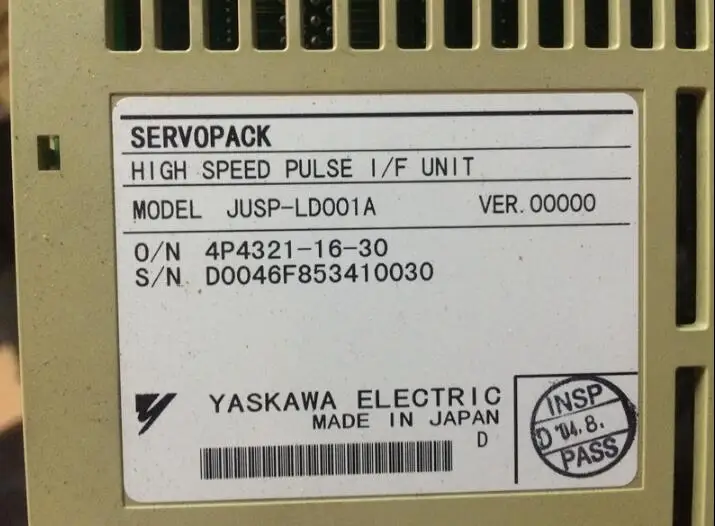 SERVOPACK
HIGH SPEED PULSE I/F UNIT
MODEL JUSP-LD001A VER.00000
O/N 4P4321-16-30
S/N D0046F853410030
YASKAWA ELECTRIC
MADE IN JAPAN
D
INSP
D '04.8.
PASS